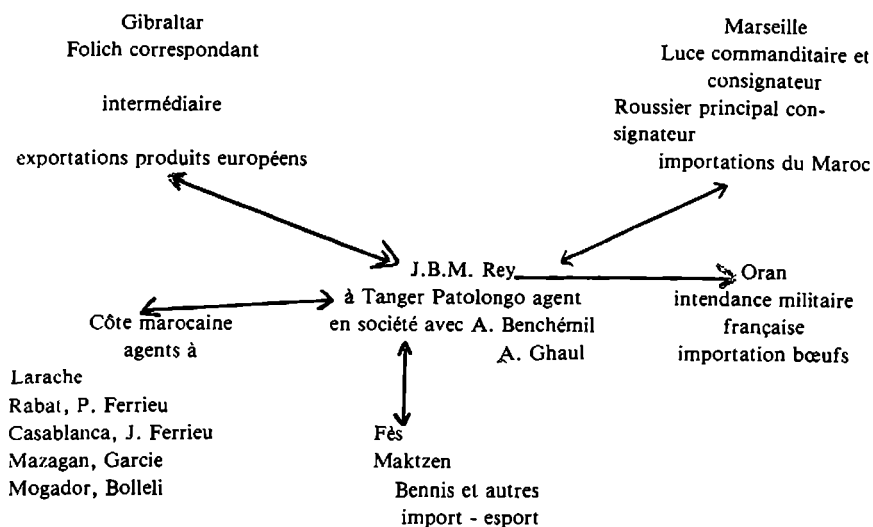 Gibraltar
Folich correspondant
intermédiaire
exportations produits européens
Marseille
Luce commanditaire et
consignateur
Roussier principal con-
signateur
importations du Maroc
J.B.M. Rey
à Tanger Patolongo agent
en société avec A. Benchémil
A. Ghaul
Oran
intendance militaire
française
importation bœufs
Côte marocaine
agents à
Larache
Rabat, P. Ferrieu
Casablanca, J. Ferrieu
Mazagan, Garcie
Mogador, Bolleli
Fès
Maktzen
Bennis et autres
import - esport